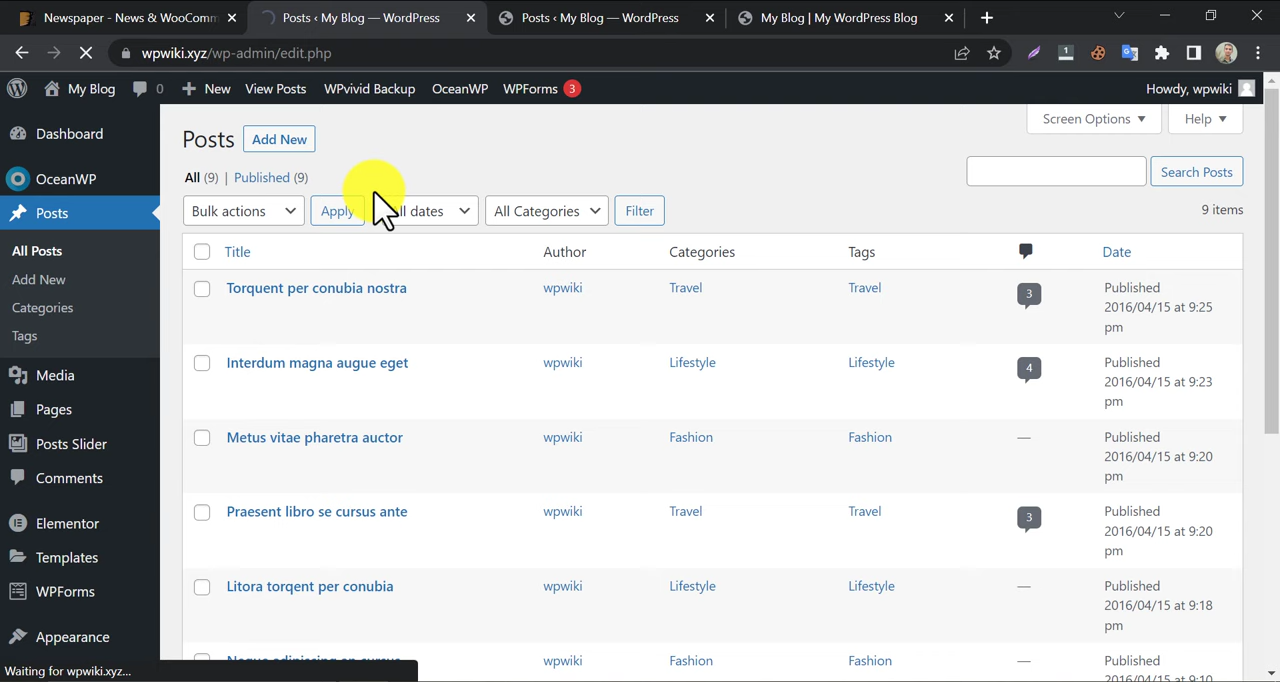 Newspaper - News & WooComm
Posts ‹ My Blog — WordPress
Posts ‹ My Blog — WordPress
My Blog | My WordPress Blog
wpwiki.xyz/wp-admin/edit.php
1
My Blog
0
New
View Posts
WPvivid Backup
OceanWP
WPForms 3
Howdy, wpwiki
Dashboard
OceanWP
Posts
All Posts
Add New
Categories
Tags
Media
Pages
Posts Slider
Comments
Elementor
Templates
WPForms
Appearance
Posts Add New
Screen Options
Help
All (9) | Published (9)
Search Posts
Bulk actions
Apply
All dates
All Categories
Filter
9 items
Title Author Categories Tags Date
Torquent per conubia nostra wpwiki Travel Travel 3 Published
2016/04/15 at 9:25
pm
Interdum magna augue eget wpwiki Lifestyle Lifestyle 4 Published
2016/04/15 at 9:23
pm
Metus vitae pharetra auctor wpwiki Fashion Fashion — Published
2016/04/15 at 9:20
pm
Praesent libro se cursus ante wpwiki Travel Travel 3 Published
2016/04/15 at 9:20
pm
Litora torqent per conubia wpwiki Lifestyle Lifestyle — Published
2016/04/15 at 9:18
pm
wpwiki Fashion Fashion — Published
2016/04/15 at 9:10
Waiting for wpwiki.xyz...